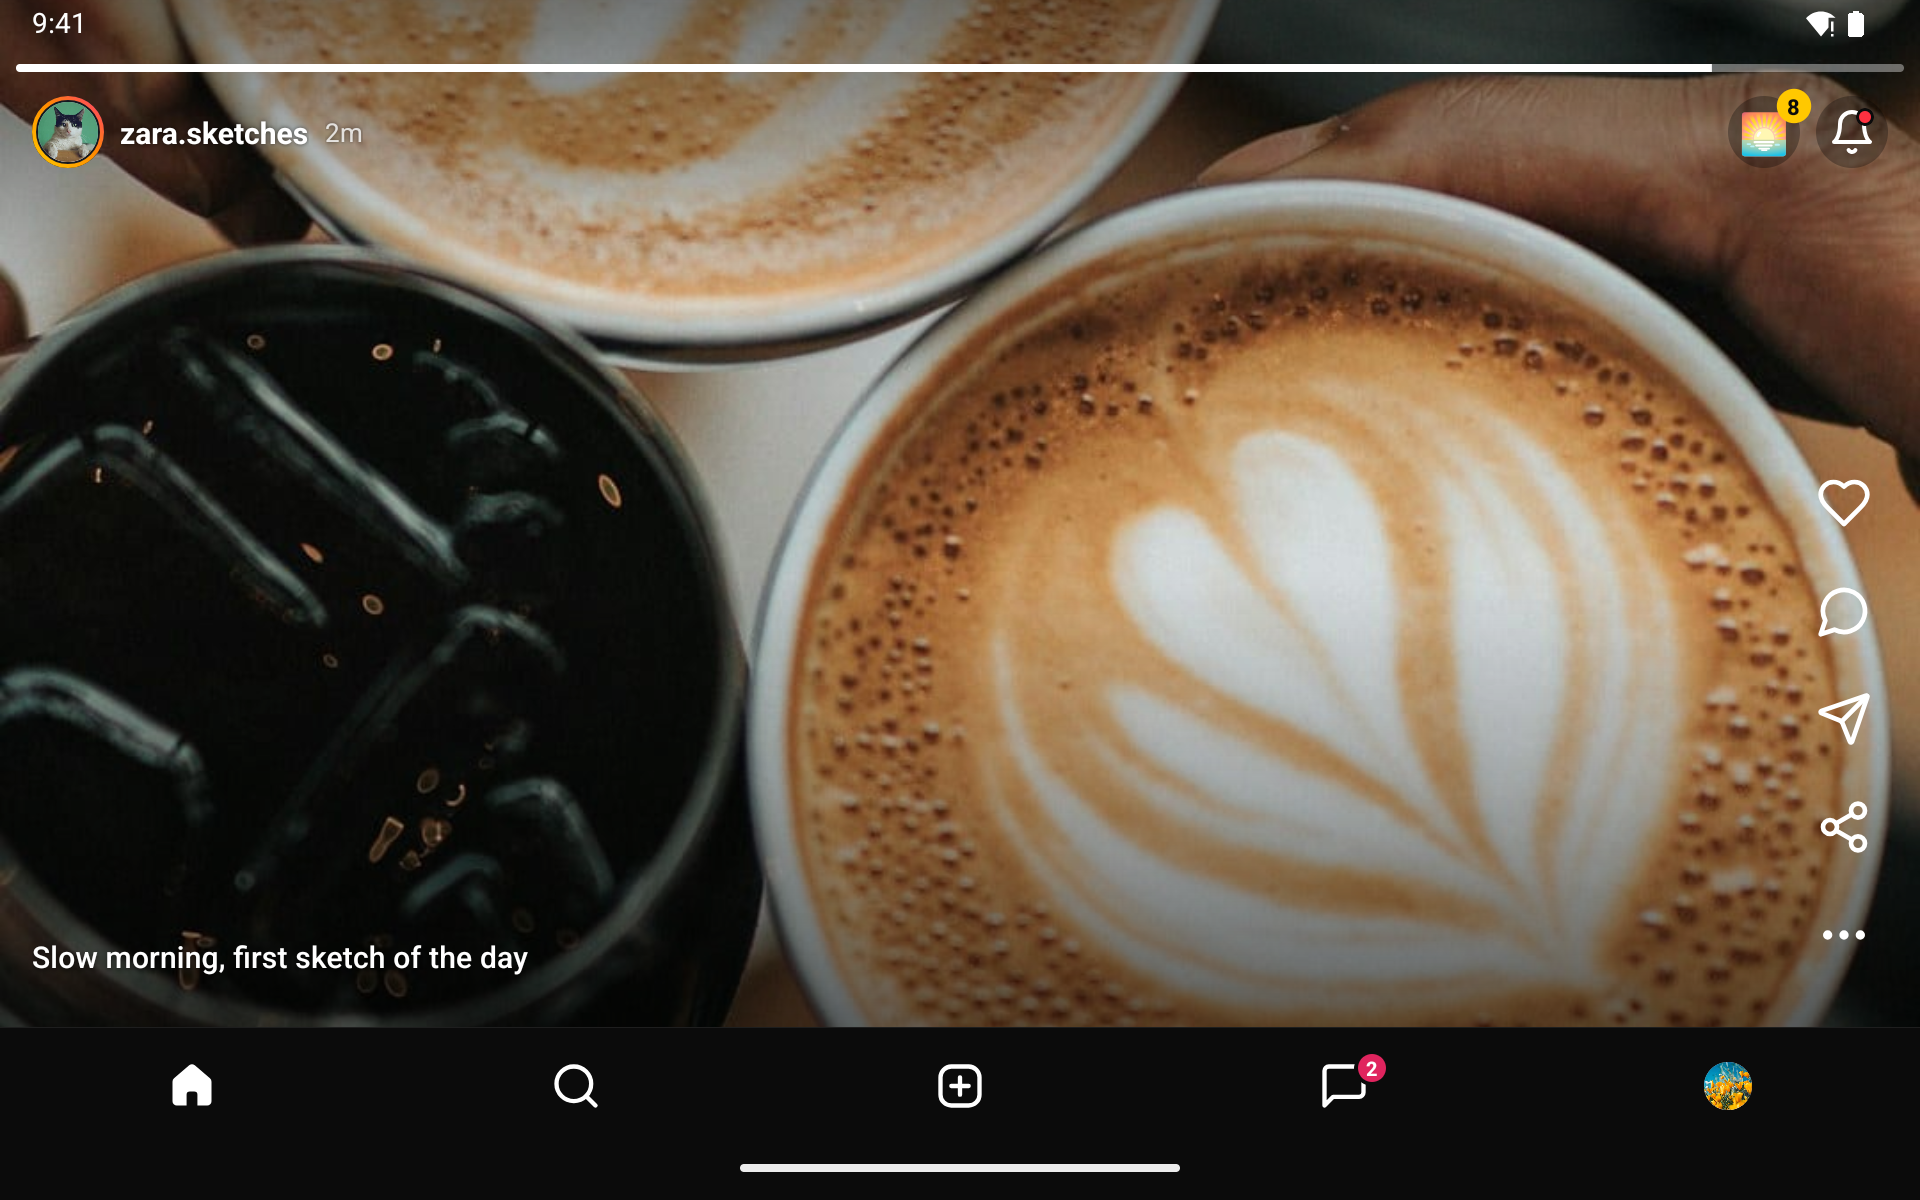 9:41
zara.sketches 2m
8
Slow morning, first sketch of the day
2